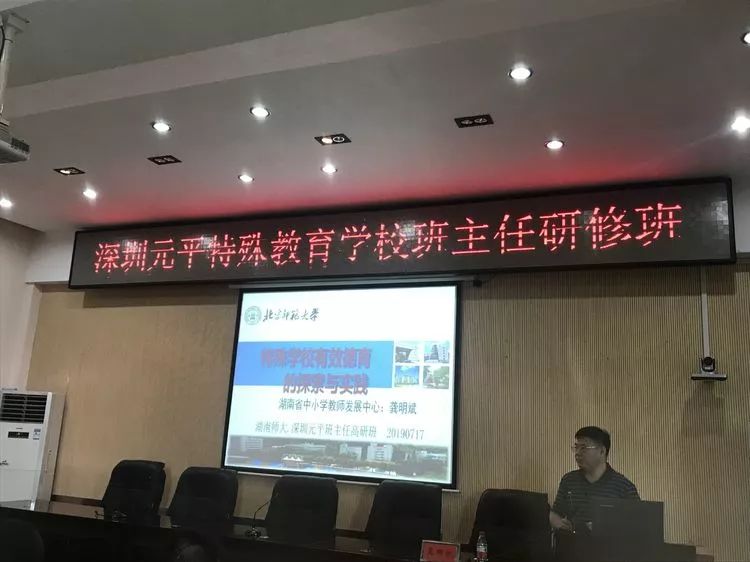 深圳元平特殊教育学校班主任研修班
北京师范大学
特殊学校有效德育
的探索与实践
湖南省中小学教师发展中心：龚明斌
湖南师大.深圳元平班主任高研班 20190717